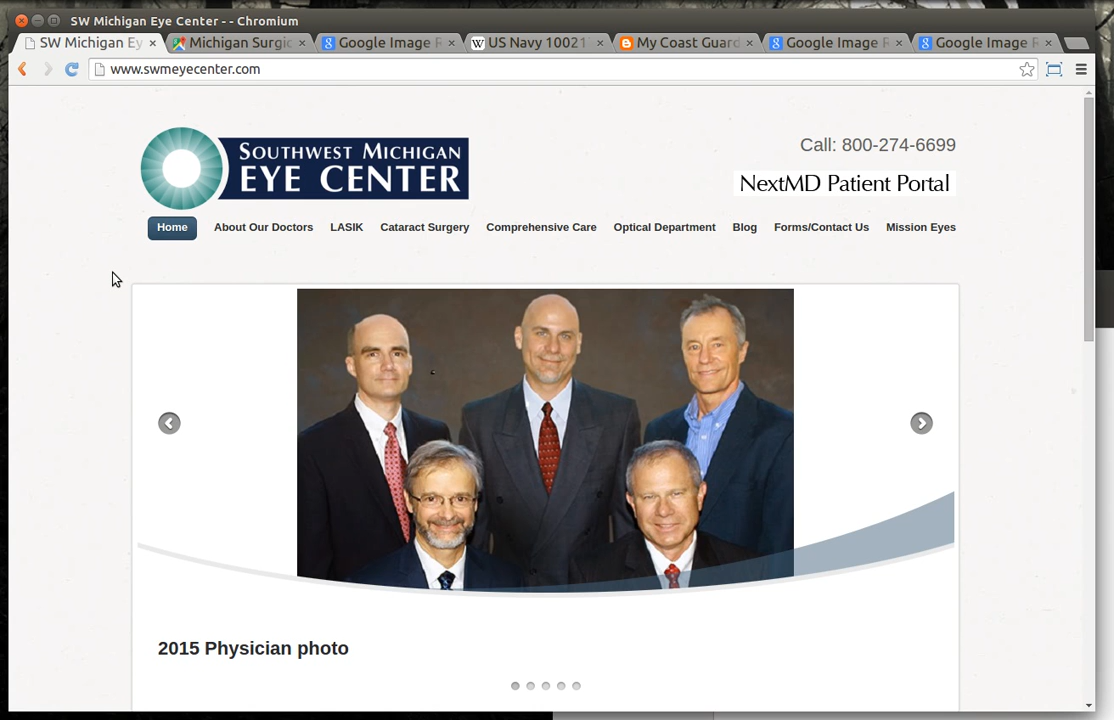 SW Michigan Eye Center - - Chromium
SW Michigan Ey
Michigan Surgic
Google Image R
US Navy 10021
My Coast Guard
Google Image R
Google Image R
www.swmeyecenter.com
SOUTHWEST MICHIGAN
EYE CENTER
Call: 800-274-6699
NextMD Patient Portal
Home About Our Doctors LASIK Cataract Surgery Comprehensive Care Optical Department Blog Forms/Contact Us Mission Eyes
2015 Physician photo